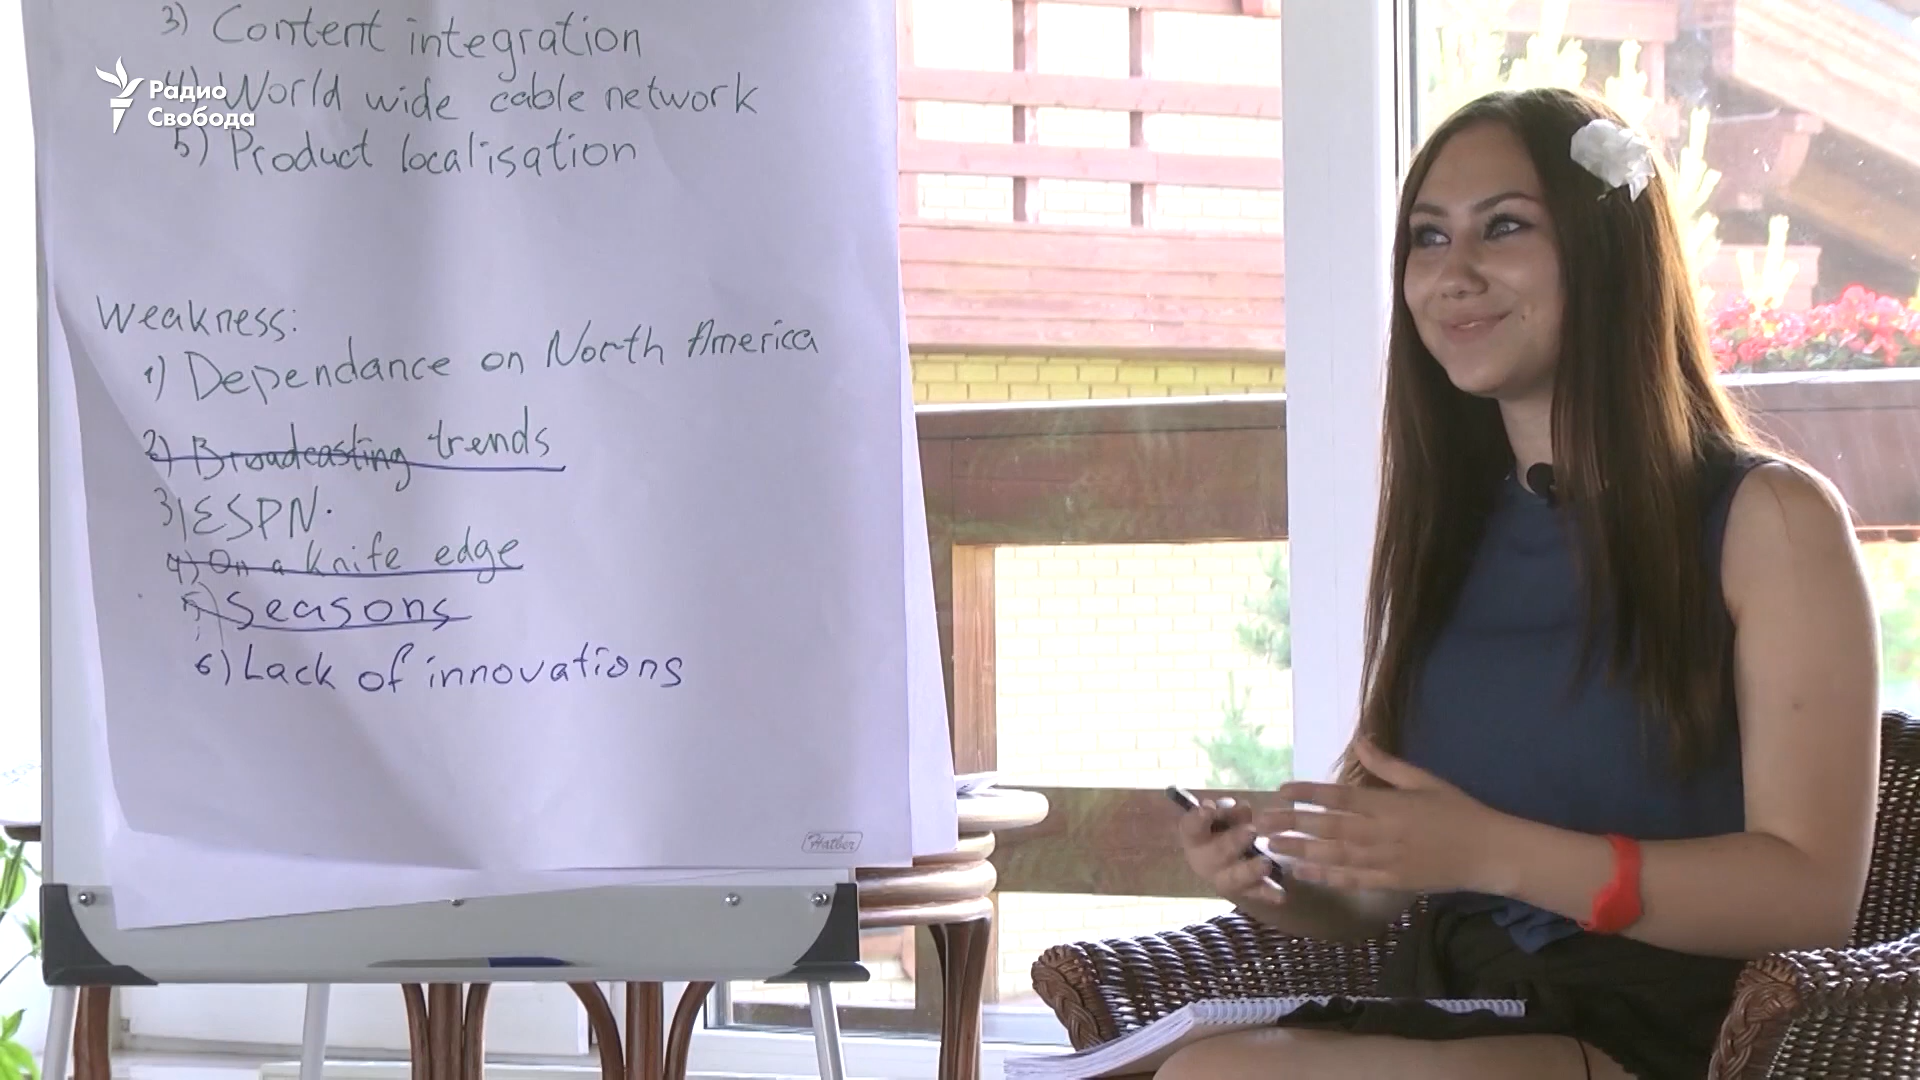 3) Content integration
4) World wide cable network
5) Product localisation
Радио
Свобода
Weakness:
1) Dependance on North America
2) Broadcasting trends
3) ESPN.
4) On a knife edge
5) Seasons
6) Lack of innovations
Hatber